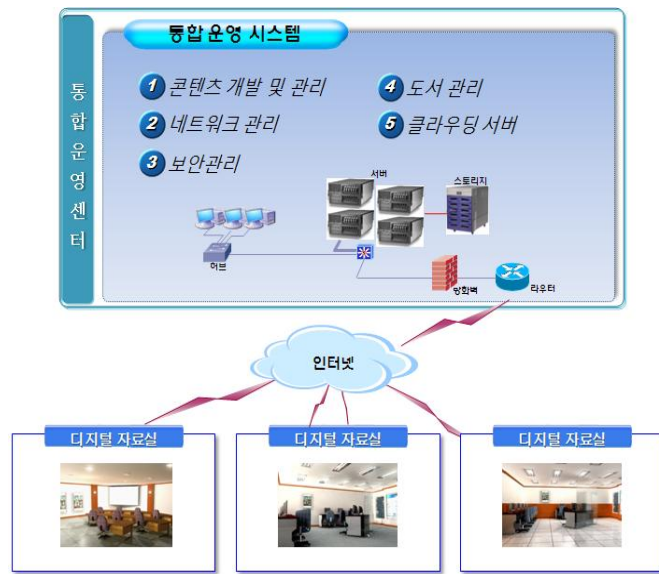 통합 운영 시스템
통합운영센터
1 콘텐츠 개발 및 관리
2 네트워크 관리
3 보안관리
4 도서 관리
5 클라우딩 서버
서버
스토리지
허브
방화벽
라우터
인터넷
디지털 자료실
디지털 자료실
디지털 자료실